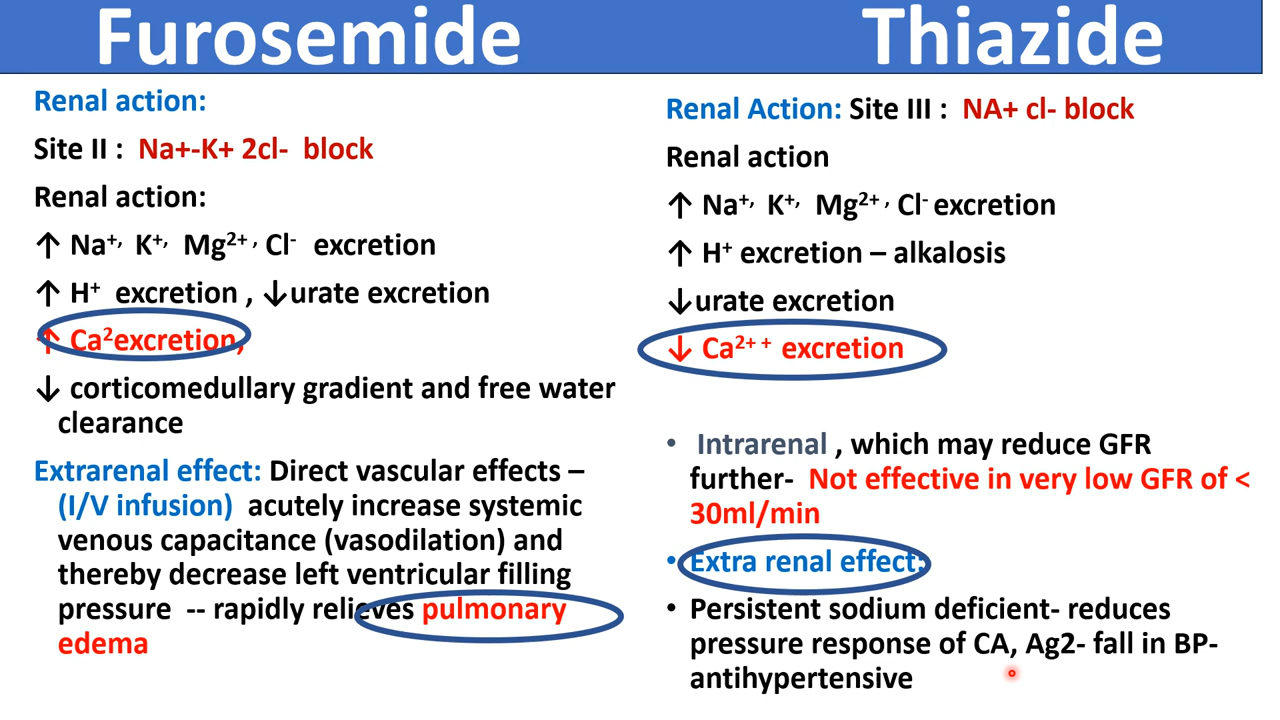 Furosemide
Renal action:
Site II : Na+-K+ 2cl- block
Renal action:
↑ Na⁺, K⁺, Mg²⁺ , Cl⁻ excretion
↑ H⁺ excretion , ↓urate excretion
↑ Ca²excretion,
↓ corticomedullary gradient and free water
clearance
Extrarenal effect: Direct vascular effects –
(I/V infusion) acutely increase systemic
venous capacitance (vasodilation) and
thereby decrease left ventricular filling
pressure -- rapidly relieves pulmonary
edema
Thiazide
Renal Action: Site III : NA+ cl- block
Renal action
↑ Na⁺, K⁺, Mg²⁺ , Cl⁻ excretion
↑ H⁺ excretion – alkalosis
↓urate excretion
↓ Ca²⁺ ⁺ excretion
• Intrarenal , which may reduce GFR
further- Not effective in very low GFR of <
30ml/min
• Extra renal effect:
• Persistent sodium deficient- reduces
pressure response of CA, Ag2- fall in BP-
antihypertensive